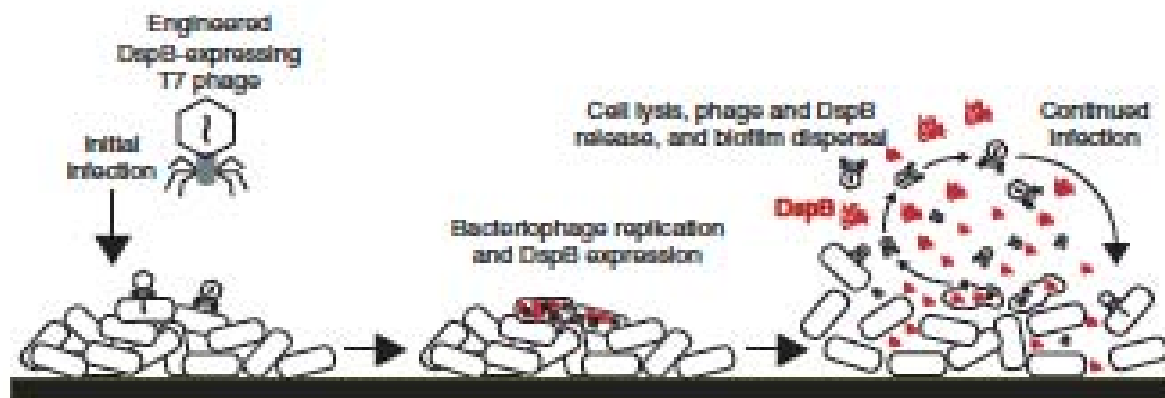 Engineered
DspB-expressing
T7 phage
Initial
infection
Bacteriophage replication
and DspB expression
Cell lysis, phage and DspB
release, and biofilm dispersal
DspB
Continued
infection